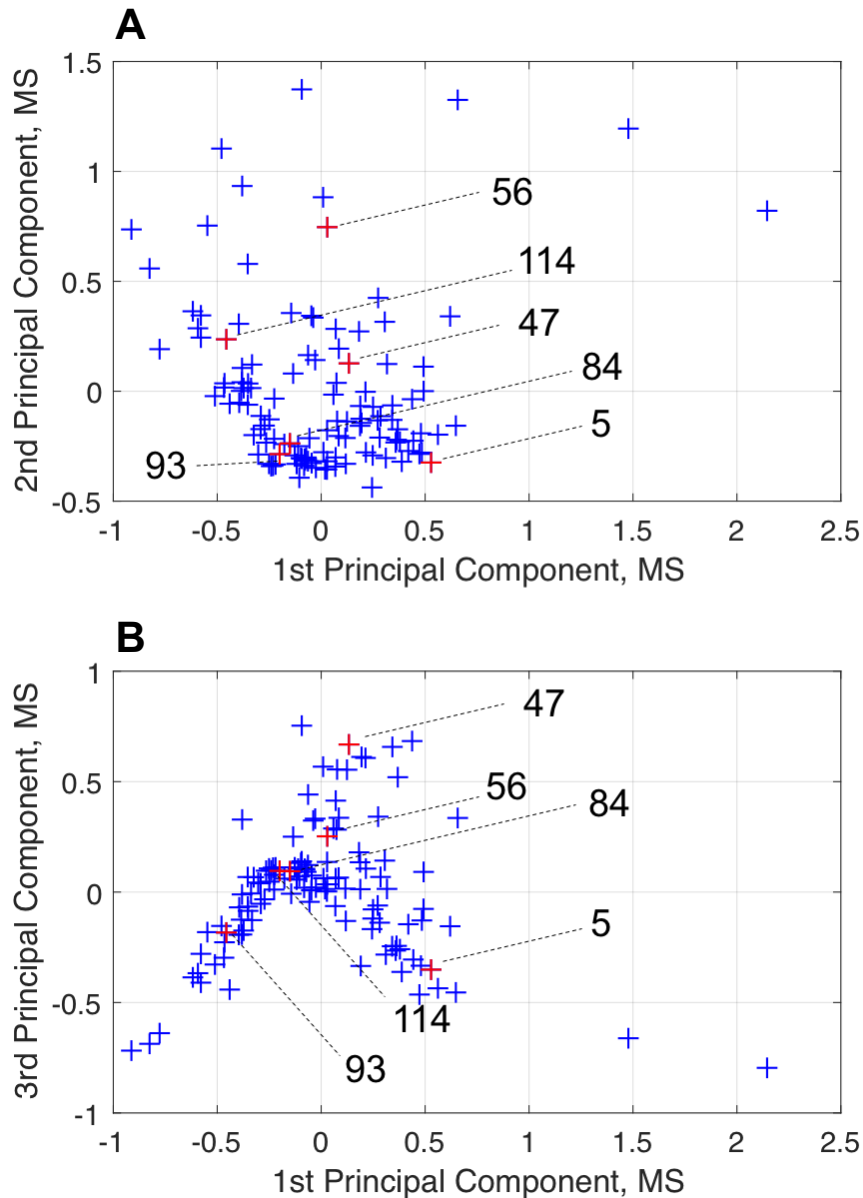 A
2nd Principal Component, MS
1.5
1
0.5
0
-0.5
56
114
47
84
5
93
-1 -0.5 0 0.5 1 1.5 2 2.5
1st Principal Component, MS
B
3rd Principal Component, MS
1
0.5
0
-0.5
-1
47
56
84
5
114
93
-1 -0.5 0 0.5 1 1.5 2 2.5
1st Principal Component, MS